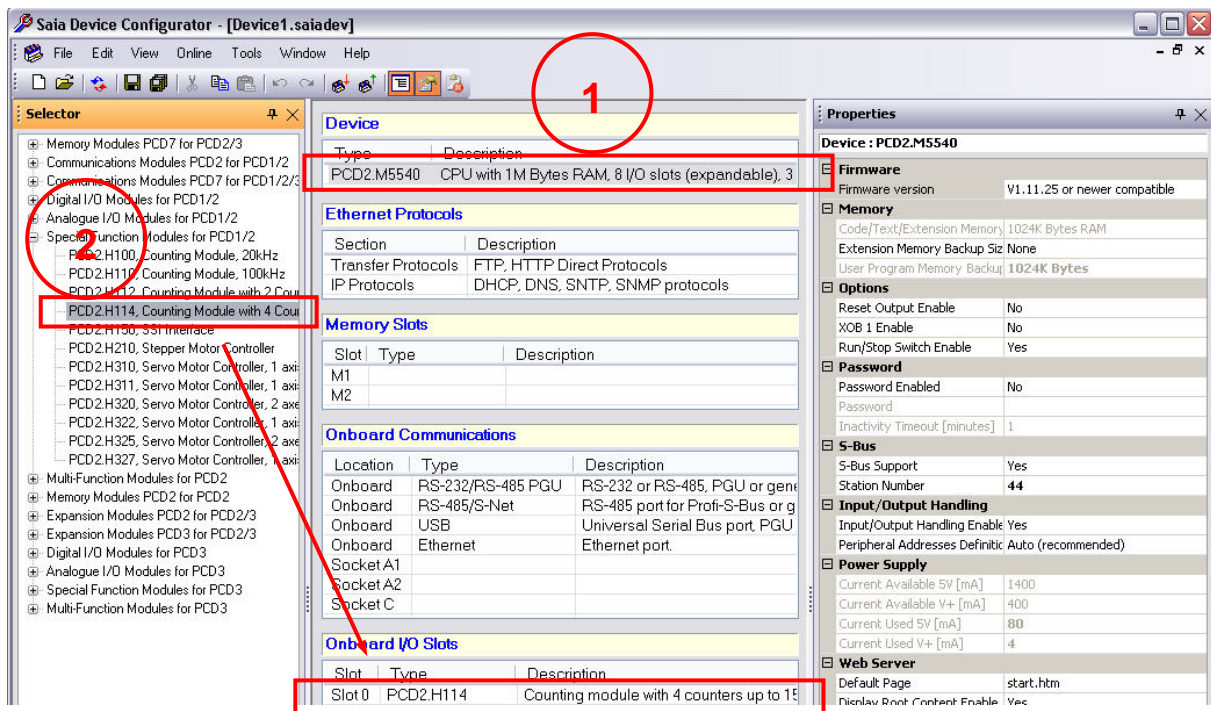 Saia Device Configurator - [Device1.saiadev]
File Edit View Online Tools Window Help
1
Selector
Memory Modules PCD7 for PCD2/3
Communications Modules PCD2 for PCD1/2
Communications Modules PCD7 for PCD1/2/3
Digital I/O Modules for PCD1/2
Analogue I/O Modules for PCD1/2
Special Function Modules for PCD1/2
2
PCD2.H100, Counting Module, 20kHz
PCD2.H110, Counting Module, 100kHz
PCD2.H112, Counting Module with 2 Cour
PCD2.H114, Counting Module with 4 Cour
PCD2.H150, SSI Interface
PCD2.H210, Stepper Motor Controller
PCD2.H310, Servo Motor Controller, 1 axi
PCD2.H311, Servo Motor Controller, 1 axi
PCD2.H320, Servo Motor Controller, 2 axe
PCD2.H322, Servo Motor Controller, 1 axi
PCD2.H325, Servo Motor Controller, 2 axe
PCD2.H327, Servo Motor Controller, 1 axi
Multi-Function Modules for PCD2
Memory Modules PCD2 for PCD2
Expansion Modules PCD2 for PCD2/3
Expansion Modules PCD3 for PCD2/3
Digital I/O Modules for PCD3
Analogue I/O Modules for PCD3
Special Function Modules for PCD3
Multi-Function Modules for PCD3
Device
Type Description
PCD2.M5540 CPU with 1M Bytes RAM, 8 I/O slots (expandable), 3
Ethernet Protocols
Section Description
Transfer Protocols FTP, HTTP Direct Protocols
IP Protocols DHCP, DNS, SNTP, SNMP protocols
Memory Slots
Slot Type Description
M1
M2
Onboard Communications
Location Type Description
Onboard RS-232/RS-485 PGU RS-232 or RS-485, PGU or gene
Onboard RS-485/S-Net RS-485 port for Profi-S-Bus or g
Onboard USB Universal Serial Bus port, PGU
Onboard Ethernet Ethernet port.
Socket A1
Socket A2
Socket C
Onboard I/O Slots
Slot Type Description
Slot 0 PCD2.H114 Counting module with 4 counters up to 15
Properties
Device : PCD2.M5540
Firmware
Firmware version V1.11.25 or newer compatible
Memory
Code/Text/Extension Memory 1024K Bytes RAM
Extension Memory Backup Siz None
User Program Memory Backup 1024K Bytes
Options
Reset Output Enable No
XOB 1 Enable No
Run/Stop Switch Enable Yes
Password
Password Enabled No
Password
Inactivity Timeout [minutes] 1
S-Bus
S-Bus Support Yes
Station Number 44
Input/Output Handling
Input/Output Handling Enable Yes
Peripheral Addresses Definitic Auto (recommended)
Power Supply
Current Available 5V [mA] 1400
Current Available V+ [mA] 400
Current Used 5V [mA] 80
Current Used V+ [mA] 4
Web Server
Default Page start.htm
Display Root Content Enable Yes